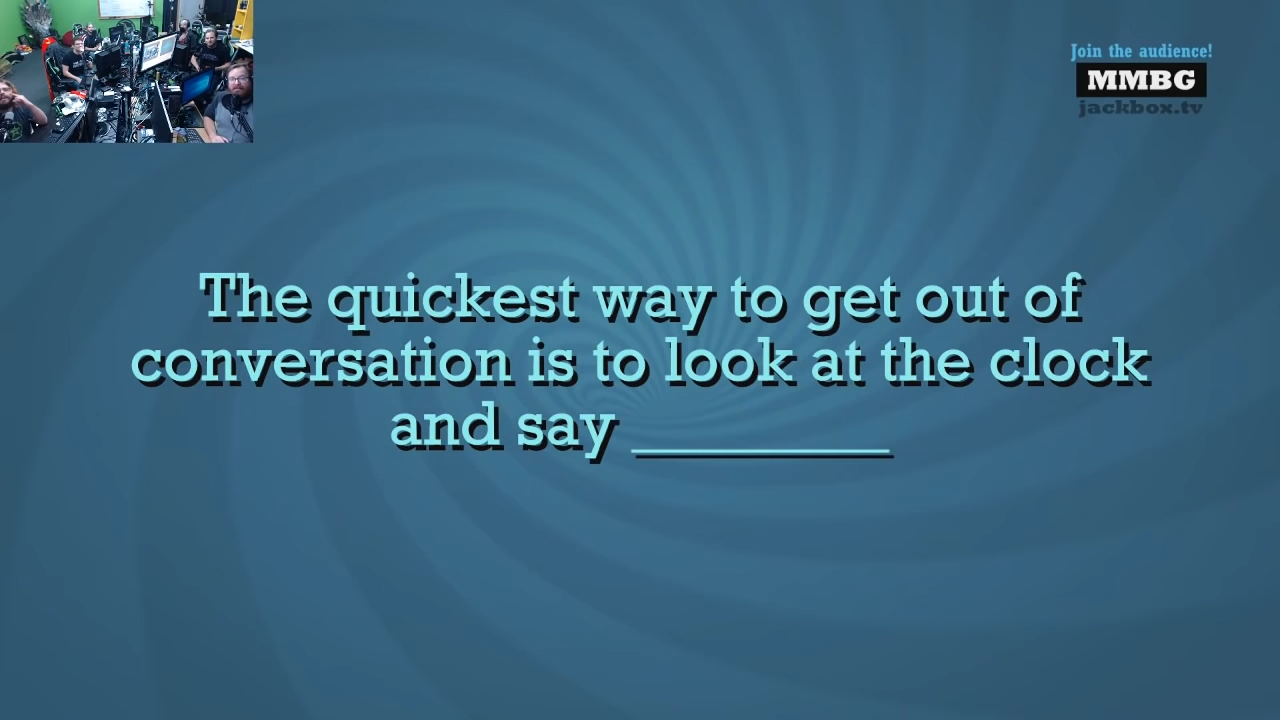 Join the audience!
MMBG
jackbox.tv
The quickest way to get out of
conversation is to look at the clock
and say ________